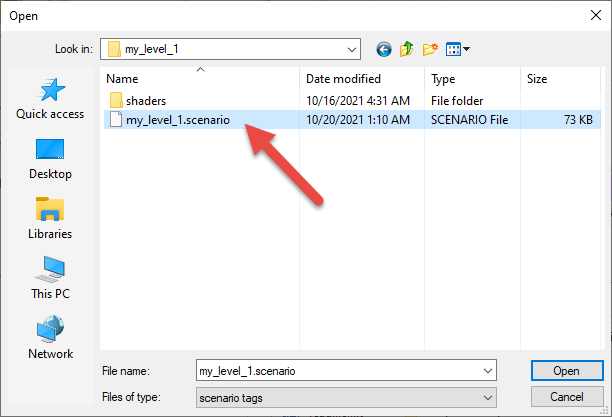 Open
Look in: my_level_1
Name Date modified Type Size
shaders 10/16/2021 4:31 AM File folder
my_level_1.scenario 10/20/2021 1:10 AM SCENARIO File 73 KB
Quick access
Desktop
Libraries
This PC
Network
File name: my_level_1.scenario Open
Files of type: scenario tags Cancel